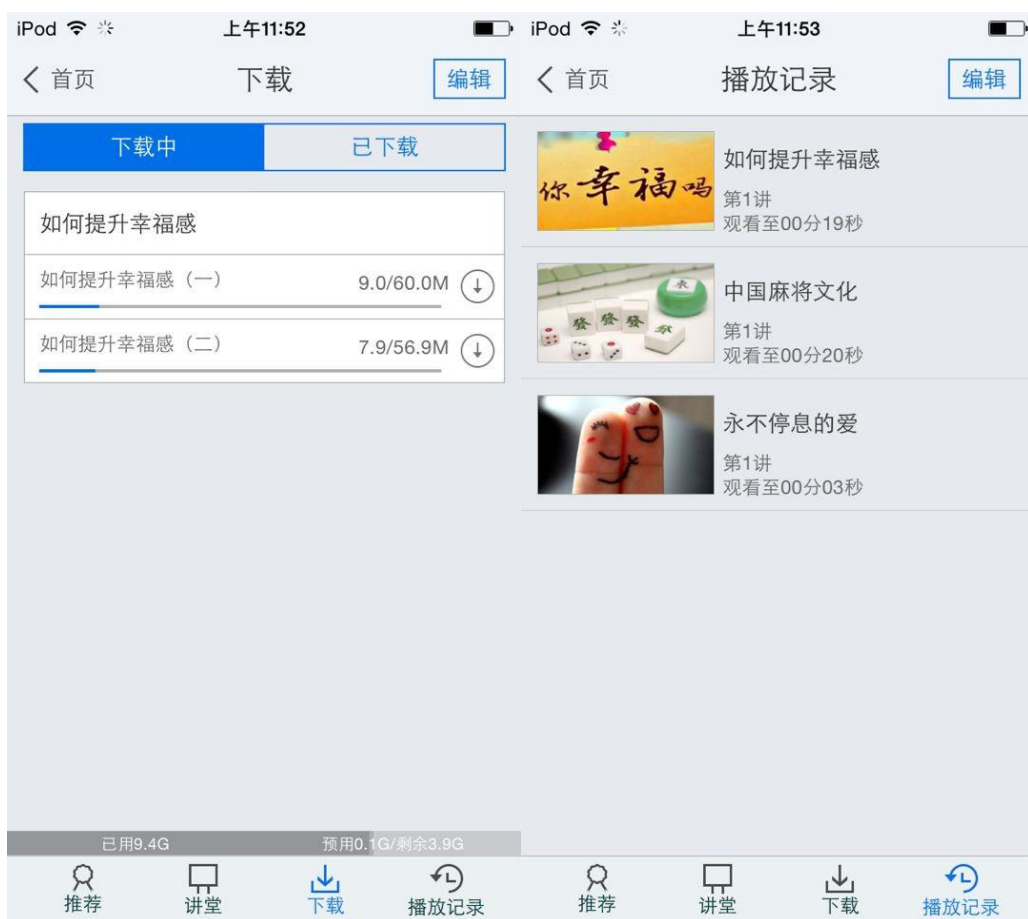 iPod 上午11:52
首页 下载 编辑
下载中 已下载
如何提升幸福感
如何提升幸福感（一） 9.0/60.0M
如何提升幸福感（二） 7.9/56.9M
已用9.4G 预用0.1G/剩余3.9G
推荐 讲堂 下载 播放记录
iPod 上午11:53
首页 播放记录 编辑
你幸福吗
如何提升幸福感
第1讲
观看至00分19秒
發 發 發
中国麻将文化
第1讲
观看至00分20秒
永不停息的爱
第1讲
观看至00分03秒
推荐 讲堂 下载 播放记录